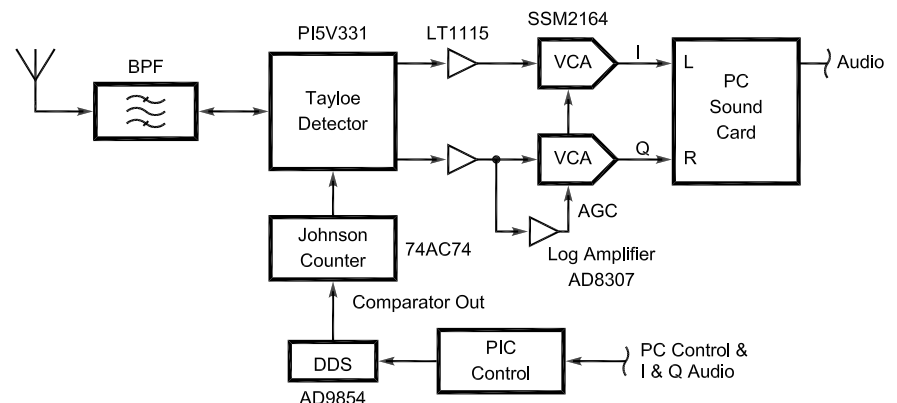 PI5V331
LT1115
SSM2164
BPF
Tayloe
Detector
VCA
I
L
PC
Sound
Card
Audio
VCA
Q
R
AGC
Johnson
Counter
74AC74
Log Amplifier
AD8307
Comparator Out
DDS
AD9854
PIC
Control
PC Control &
I & Q Audio